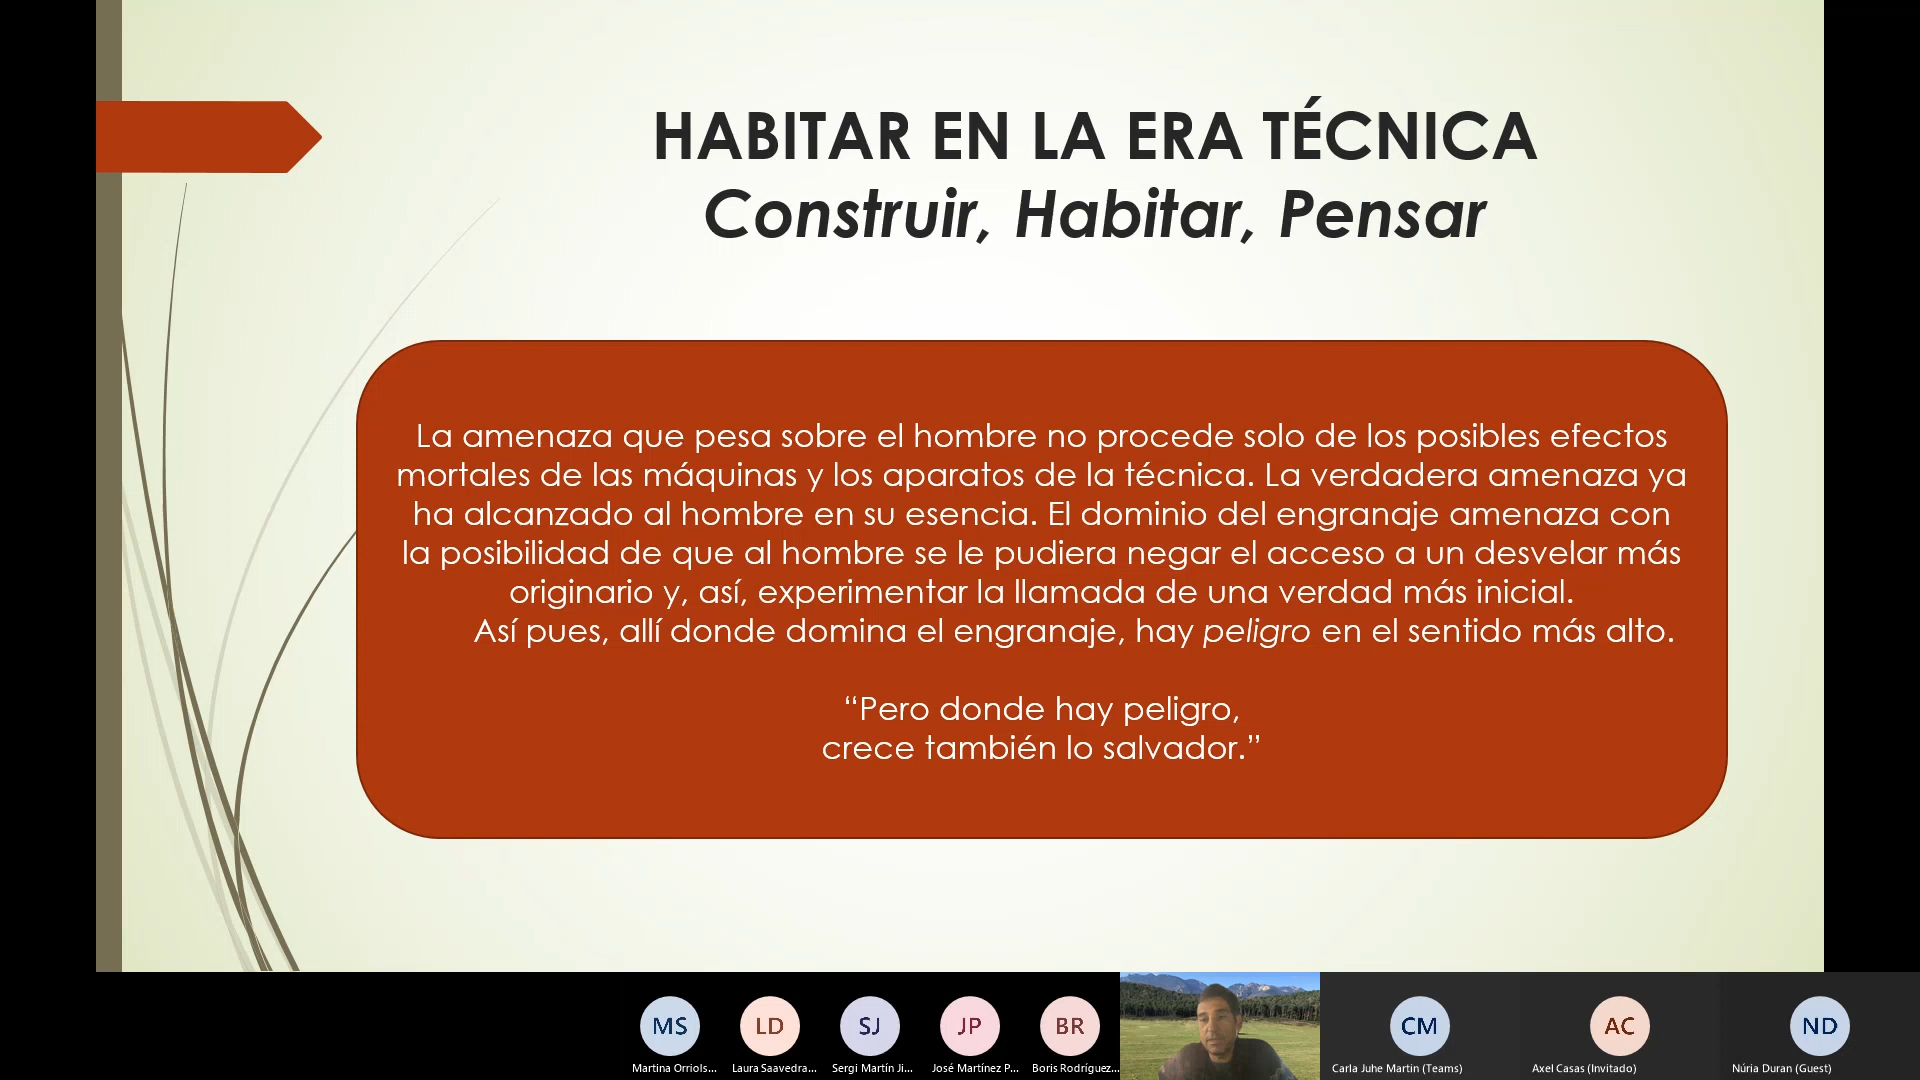 HABITAR EN LA ERA TÉCNICA
Construir, Habitar, Pensar
La amenaza que pesa sobre el hombre no procede solo de los posibles efectos
mortales de las máquinas y los aparatos de la técnica. La verdadera amenaza ya
ha alcanzado al hombre en su esencia. El dominio del engranaje amenaza con
la posibilidad de que al hombre se le pudiera negar el acceso a un desvelar más
originario y, así, experimentar la llamada de una verdad más inicial.
Así pues, allí donde domina el engranaje, hay peligro en el sentido más alto.
“Pero donde hay peligro,
crece también lo salvador.”
MS
LD
SJ
JP
BR
CM
AC
ND
Martina Orriols...
Laura Saavedra...
Sergi Martín Ji...
José Martínez P...
Boris Rodríguez...
Carla Juhe Martin (Teams)
Axel Casas (Invitado)
Núria Duran (Guest)